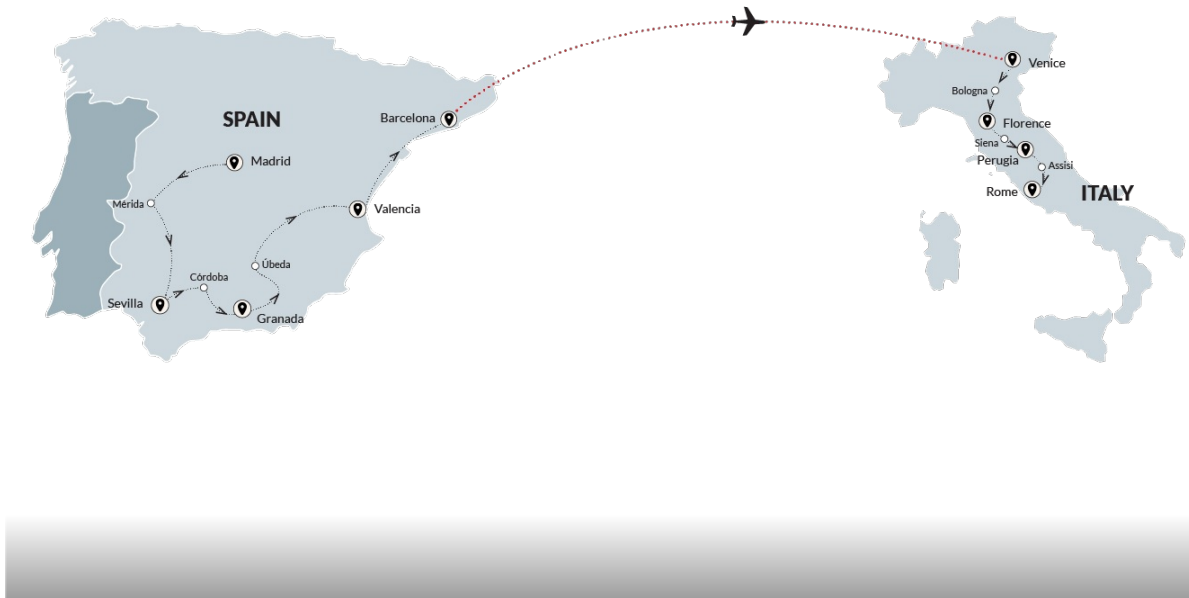 SPAIN
Madrid
Mérida
Sevilla
Córdoba
Granada
Úbeda
Valencia
Barcelona
Venice
Bologna
Florence
Siena
Perugia
Assisi
Rome
ITALY